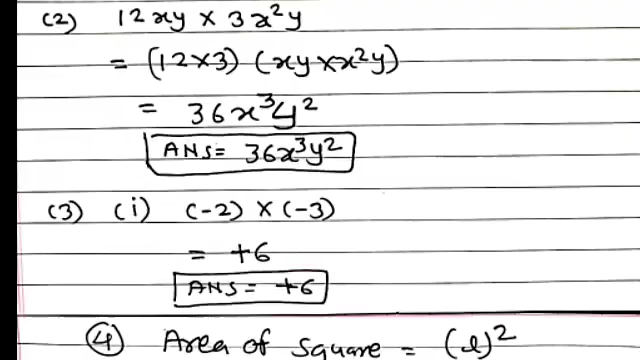 (2) 12xy × 3x²y
= (12×3) (xy×x²y)
= 36x³y²
ANS = 36x³y²
(3) (i) (-2) × (-3)
= +6
ANS = +6
(4) Area of square = (l)²